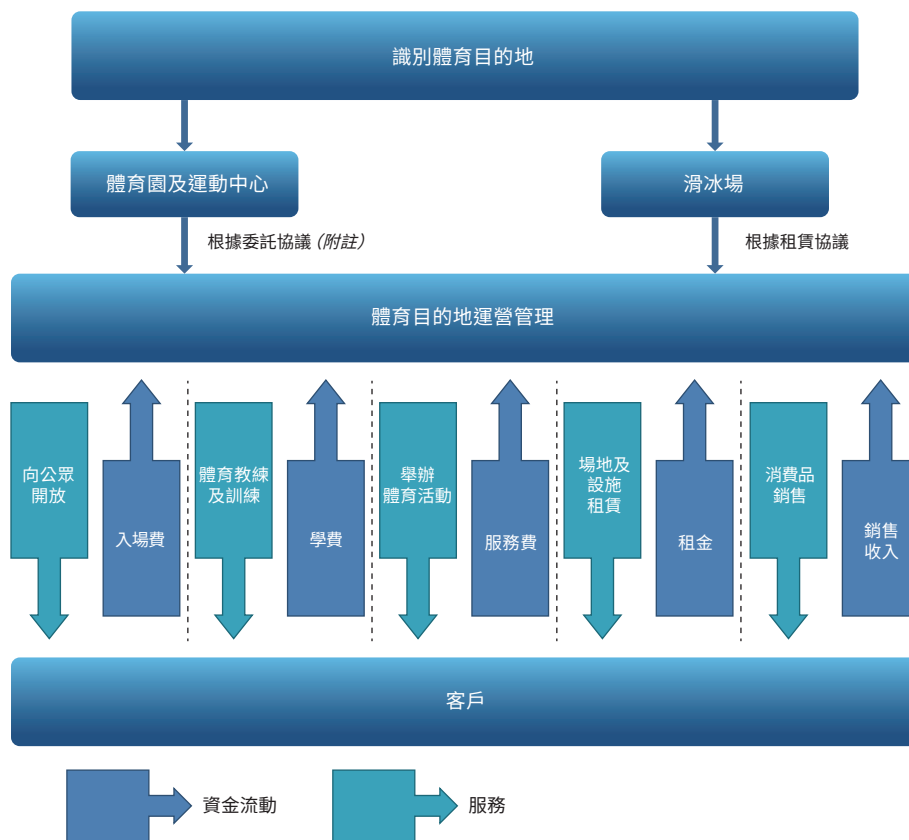 識別體育目的地
體育園及運動中心
滑冰場
根據委託協議(附註)
根據租賃協議
體育目的地運營管理
向公眾
開放
入場費
體育教練
及訓練
學費
舉辦
體育活動
服務費
場地及
設施
租賃
租金
消費品
銷售
銷售
收入
客戶
資金流動
服務